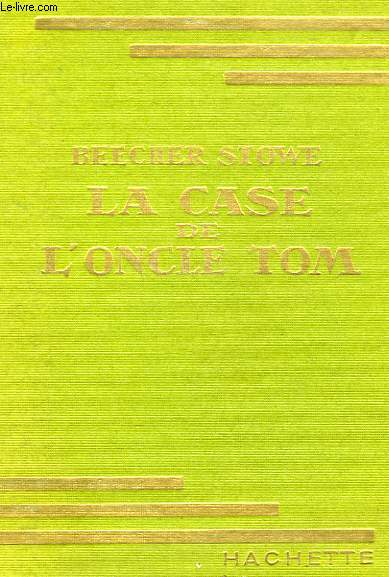 Le-livre.com
BEECHER STOWE
LA CASE
DE
L'ONCLE TOM
HACHETTE